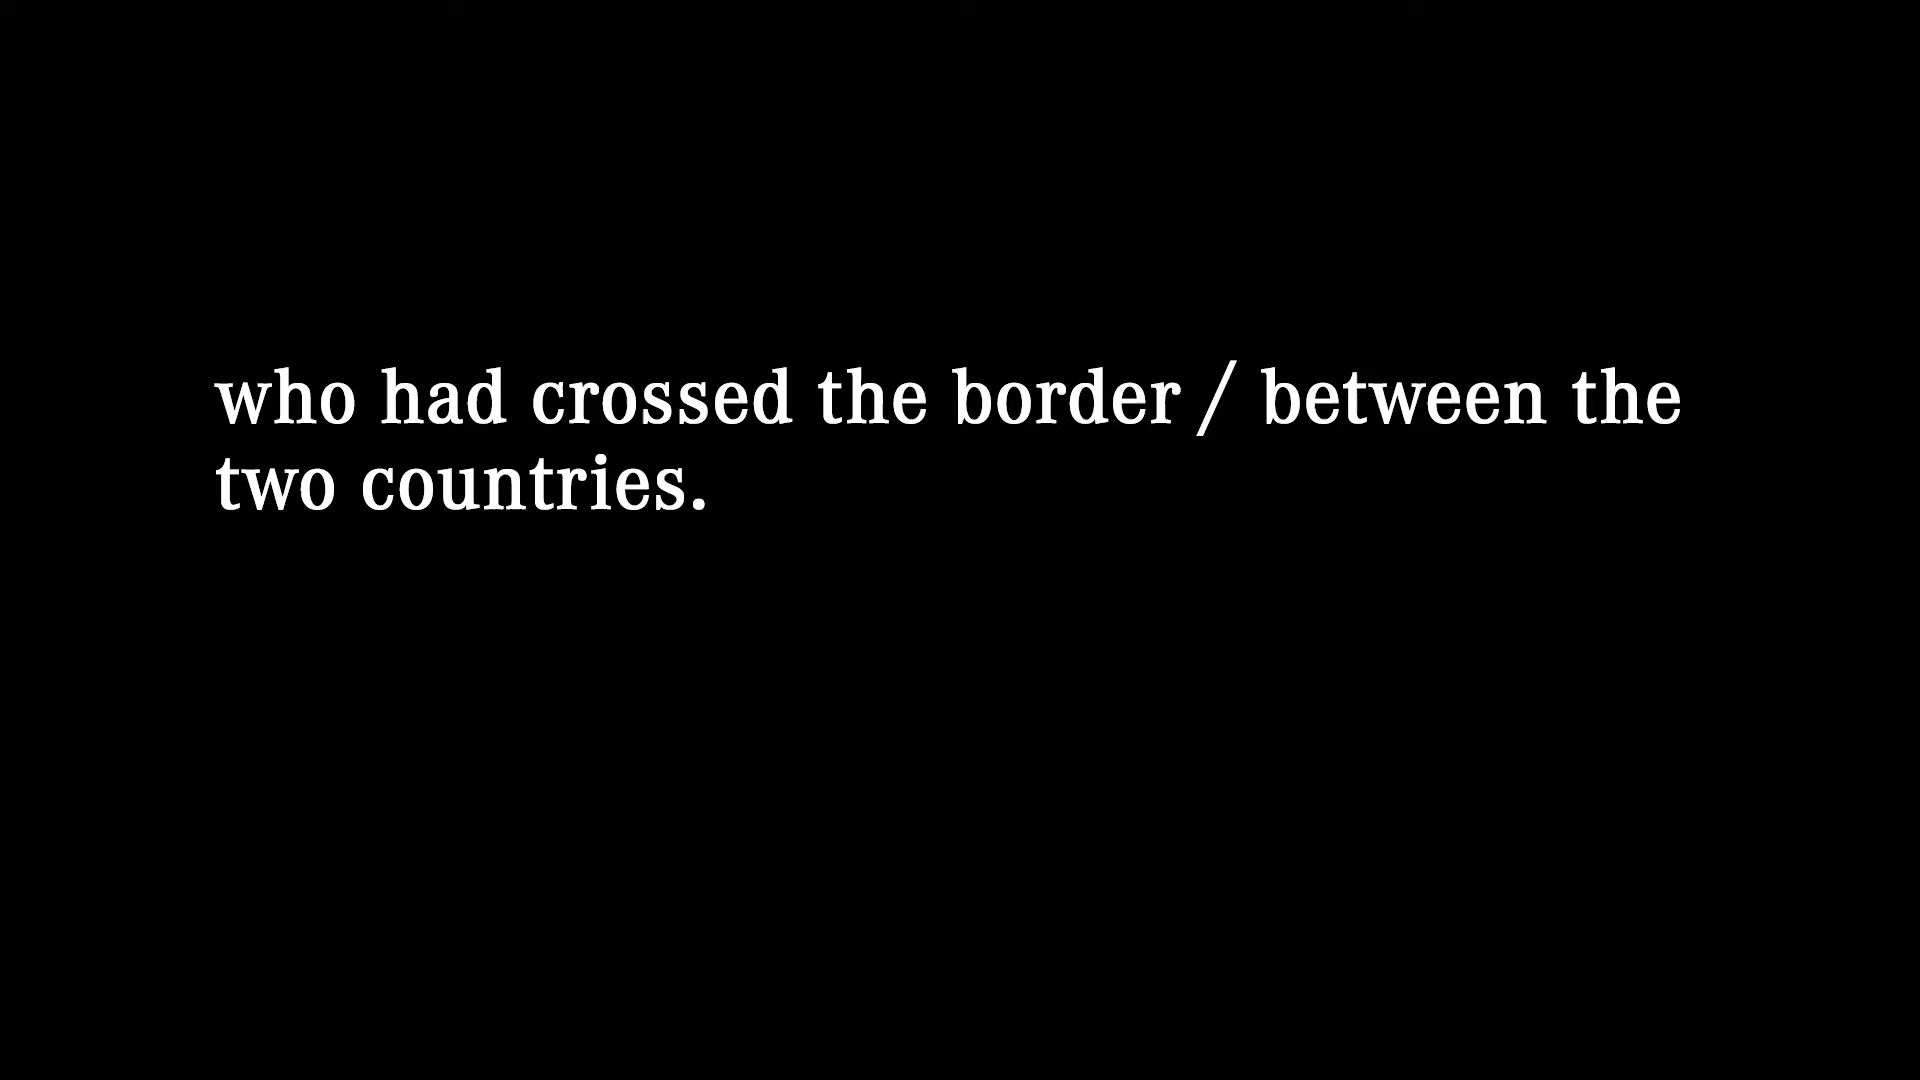 who had crossed the border / between the
two countries.